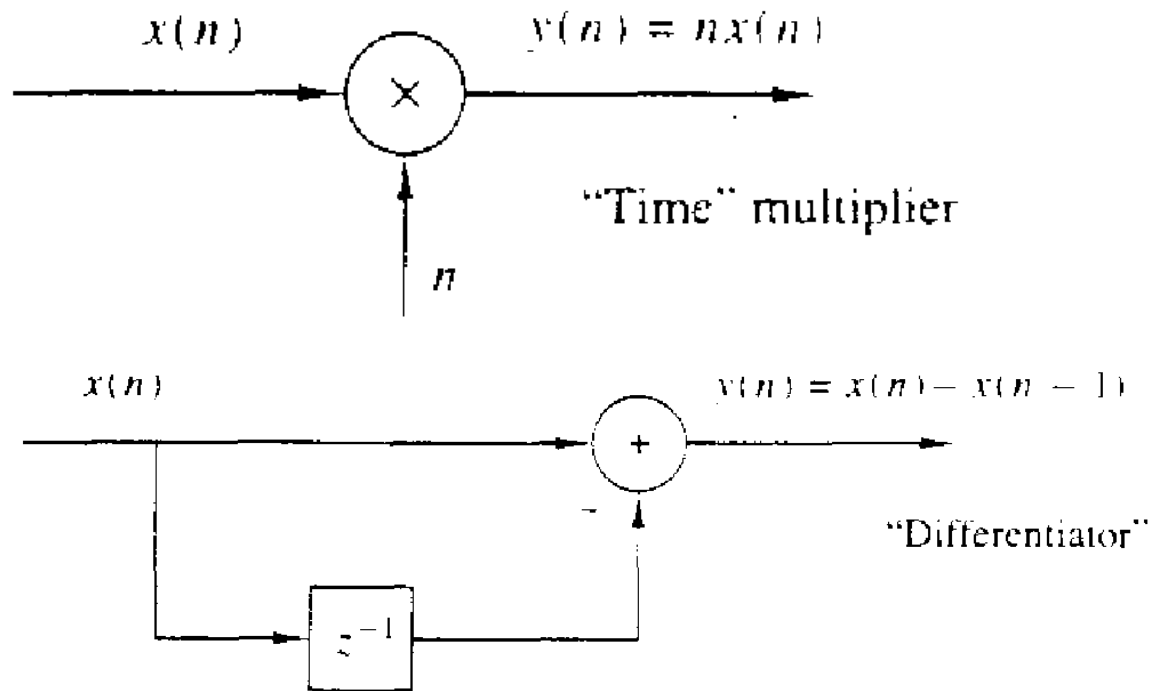 x(n)
y(n) = nx(n)
×
"Time" multiplier
n
x(n)
y(n) = x(n) – x(n – 1)
+
–
"Differentiator"
z⁻¹